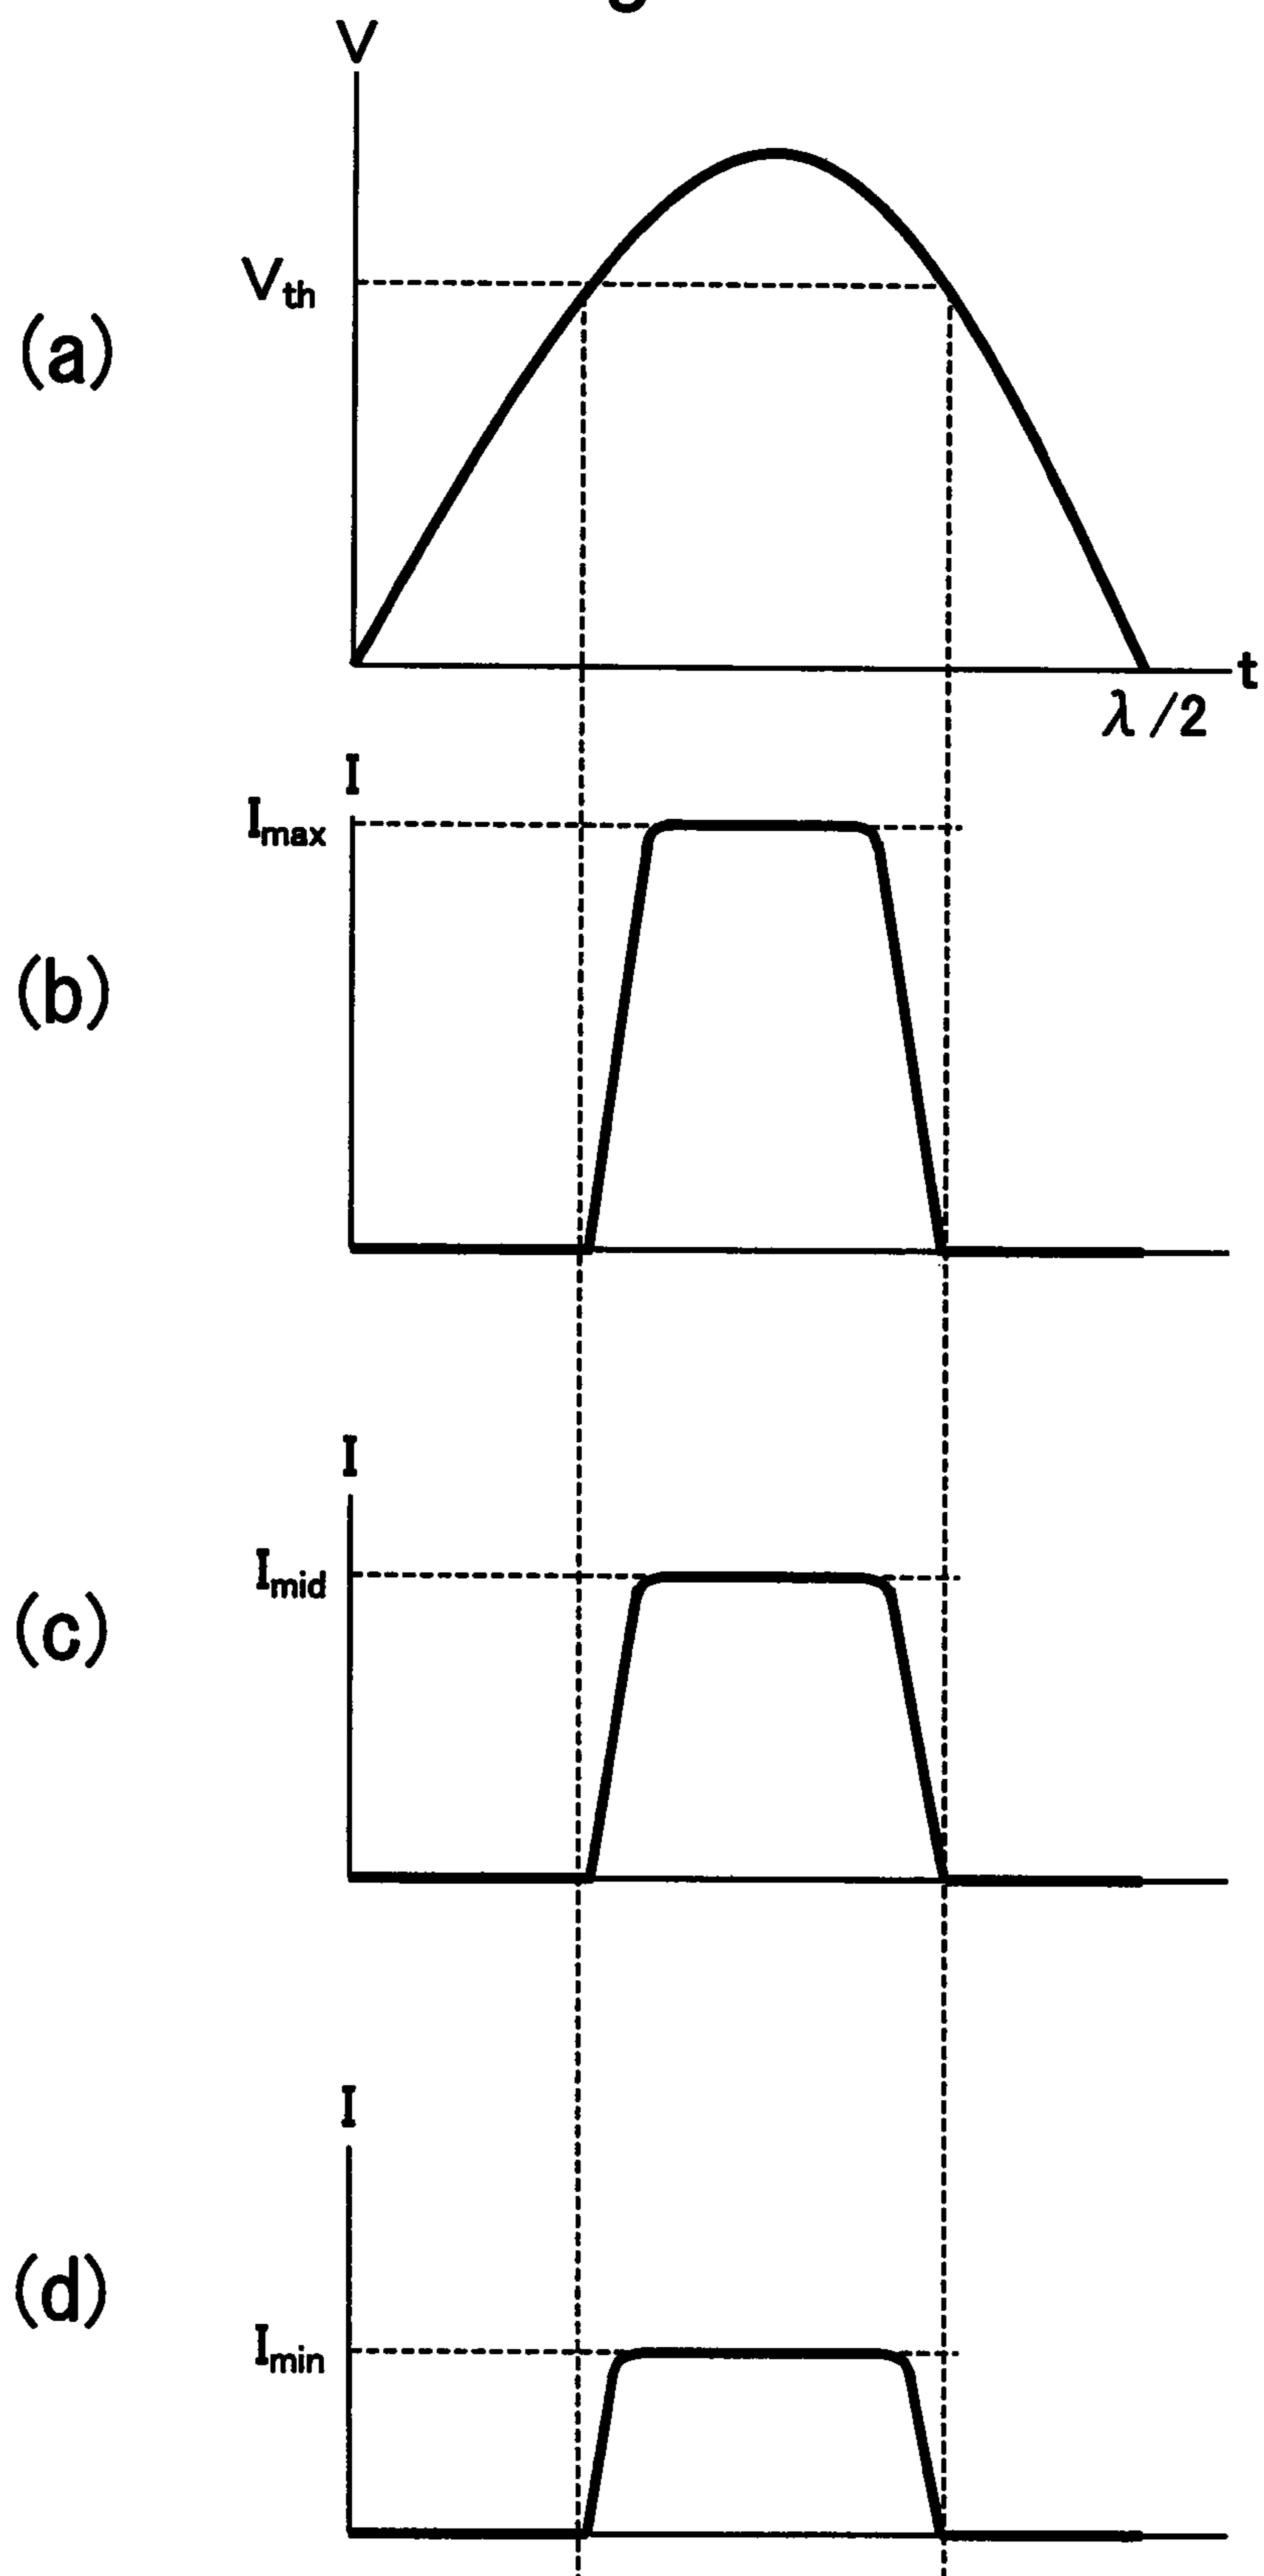 V
V_th
(a)
t
λ/2
I
I_max
(b)
I
I_mid
(c)
I
I_min
(d)